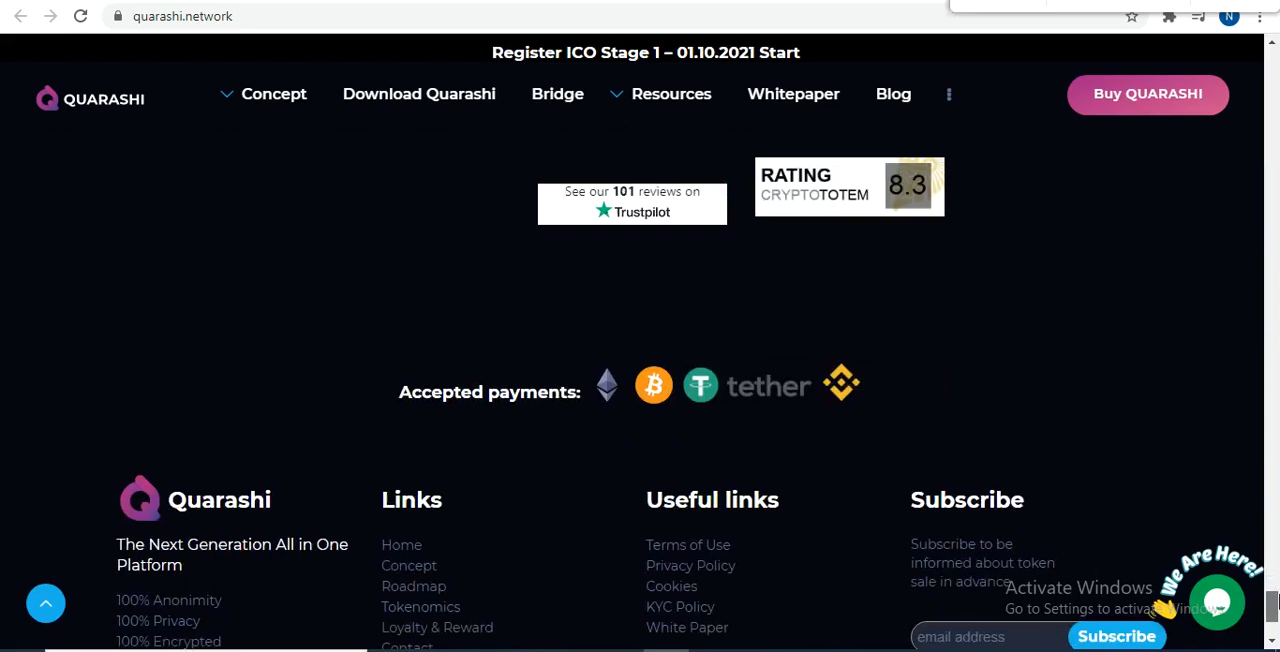 quarashi.network
N
Register ICO Stage 1 – 01.10.2021 Start
QUARASHI
Concept
Download Quarashi
Bridge
Resources
Whitepaper
Blog
Buy QUARASHI
See our 101 reviews on
Trustpilot
RATING
CRYPTOTOTEM
8.3
Accepted payments:
tether
Quarashi
The Next Generation All in One
Platform
100% Anonimity
100% Privacy
100% Encrypted
Links
Home
Concept
Roadmap
Tokenomics
Loyalty & Reward
Contact
Useful links
Terms of Use
Privacy Policy
Cookies
KYC Policy
White Paper
Subscribe
Subscribe to be
informed about token
sale in advance
email address
Subscribe
We Are Here!
Activate Windows
Go to Settings to activate Windows